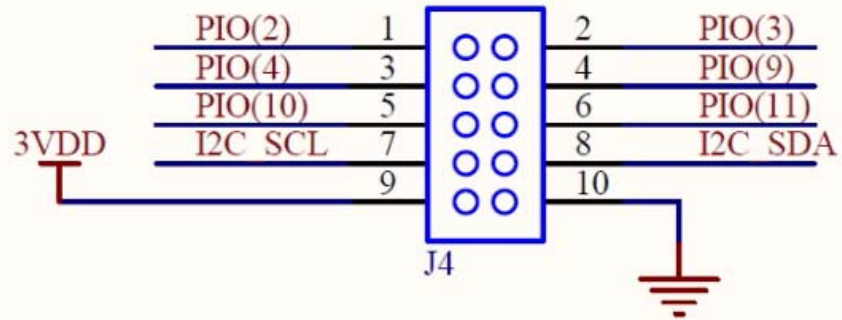 PIO(2) 1 2 PIO(3)
PIO(4) 3 4 PIO(9)
PIO(10) 5 6 PIO(11)
3VDD I2C_SCL 7 8 I2C_SDA
9 10
J4